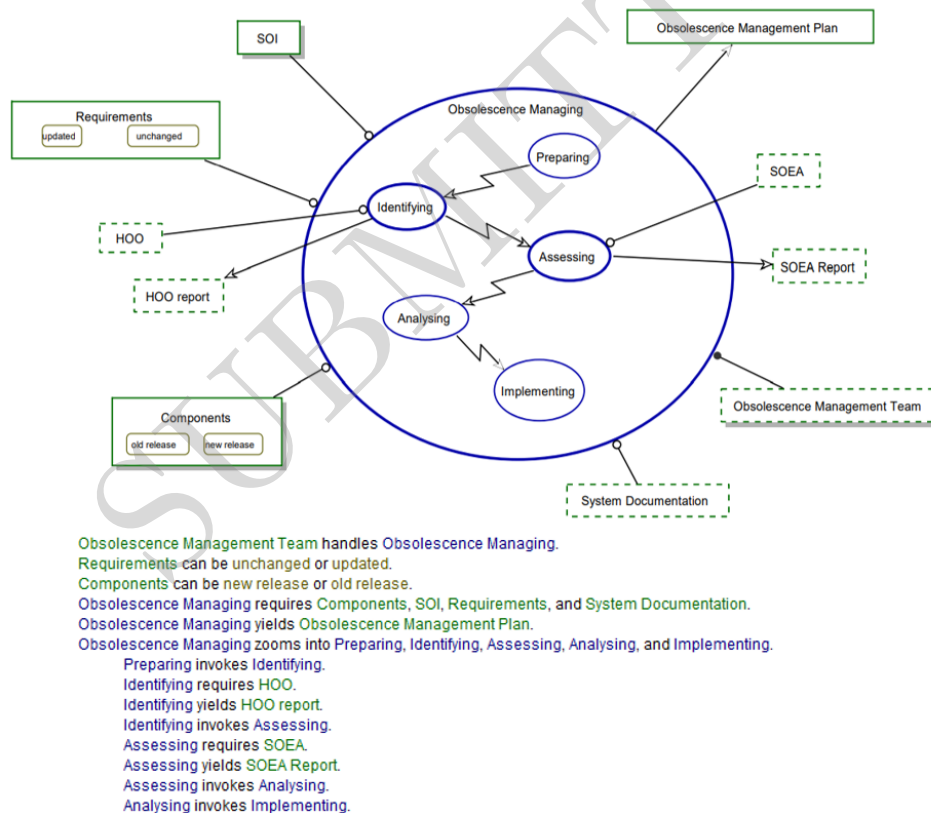 SOI
Obsolescence Management Plan
Obsolescence Managing
Requirements
updated
unchanged
Preparing
SOEA
Identifying
HOO
Assessing
SOEA Report
HOO report
Analysing
Implementing
Components
old release
new release
Obsolescence Management Team
System Documentation
SUBMITT
Obsolescence Management Team handles Obsolescence Managing.
Requirements can be unchanged or updated.
Components can be new release or old release.
Obsolescence Managing requires Components, SOI, Requirements, and System Documentation.
Obsolescence Managing yields Obsolescence Management Plan.
Obsolescence Managing zooms into Preparing, Identifying, Assessing, Analysing, and Implementing.
Preparing invokes Identifying.
Identifying requires HOO.
Identifying yields HOO report.
Identifying invokes Assessing.
Assessing requires SOEA.
Assessing yields SOEA Report.
Assessing invokes Analysing.
Analysing invokes Implementing.